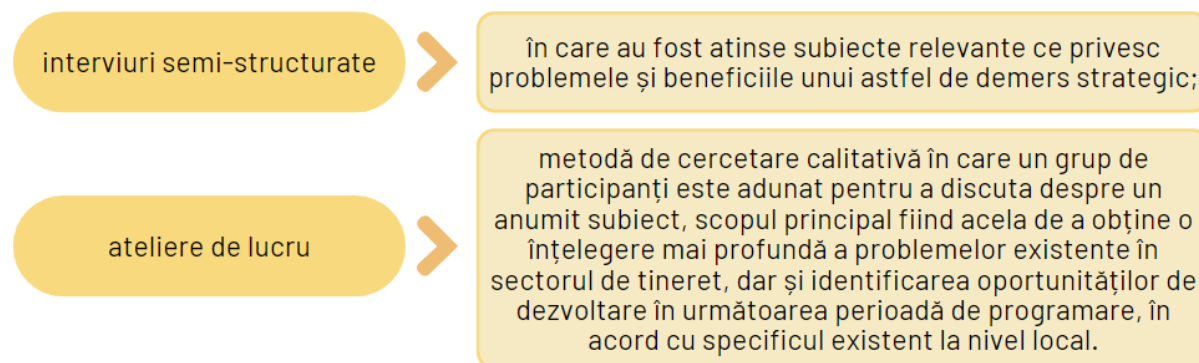 interviuri semi-structurate
în care au fost atinse subiecte relevante ce privesc
problemele și beneficiile unui astfel de demers strategic;
ateliere de lucru
metodă de cercetare calitativă în care un grup de
participanți este adunat pentru a discuta despre un
anumit subiect, scopul principal fiind acela de a obține o
înțelegere mai profundă a problemelor existente în
sectorul de tineret, dar și identificarea oportunităților de
dezvoltare în următoarea perioadă de programare, în
acord cu specificul existent la nivel local.